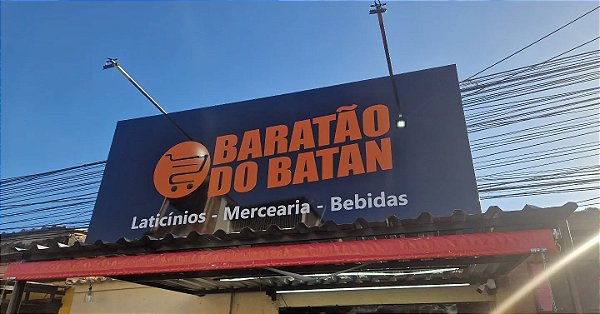 BARATÃO
DO BATAN
Laticínios - Mercearia - Bebidas